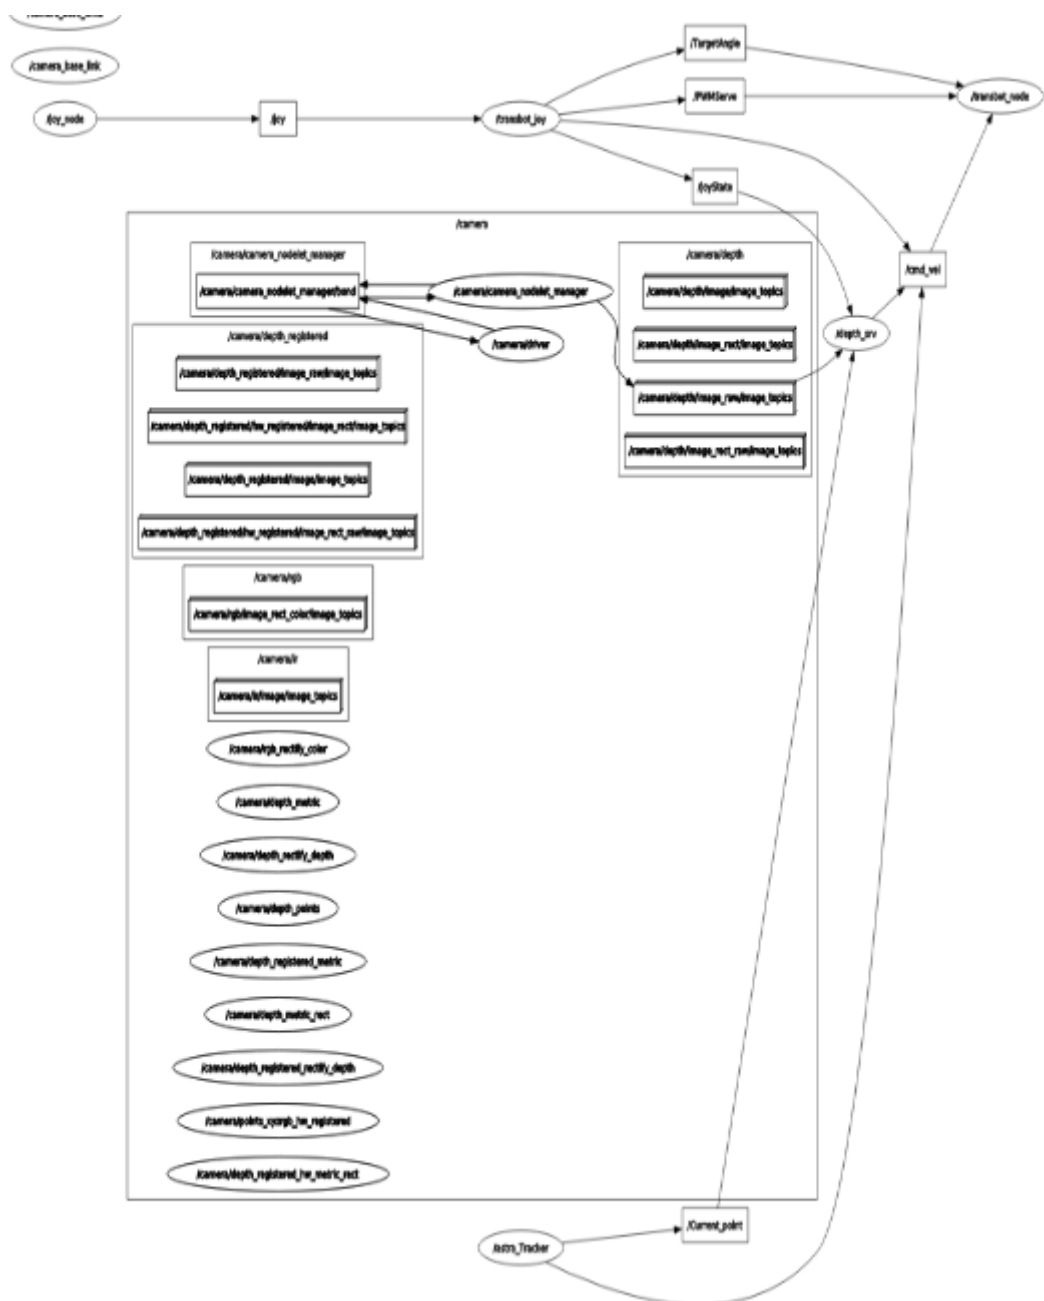 /camera_base_link
/joy_node
/joy
/transbot_joy
/TargetAngle
/PWMServo
/transbot_node
/JoyState
/camera
/cmd_vel
/depth_srv
/camera/camera_nodelet_manager
/camera/camera_nodelet_manager/bond
/camera/camera_nodelet_manager
/camera/driver
/camera/depth
/camera/depth/image/image_topics
/camera/depth/image_rect/image_topics
/camera/depth/image_raw/image_topics
/camera/depth/image_rect_raw/image_topics
/camera/depth_registered
/camera/depth_registered/image_raw/image_topics
/camera/depth_registered/hw_registered/image_rect/image_topics
/camera/depth_registered/image/image_topics
/camera/depth_registered/hw_registered/image_rect_raw/image_topics
/camera/rgb
/camera/rgb/image_rect_color/image_topics
/camera/ir
/camera/ir/image/image_topics
/camera/rgb_rectify_color
/camera/depth_metric
/camera/depth_rectify_depth
/camera/depth_points
/camera/depth_registered_metric
/camera/depth_metric_rect
/camera/depth_registered_rectify_depth
/camera/points_xyzrgb_hw_registered
/camera/depth_registered_hw_metric_rect
/Current_point
/astra_Tracker